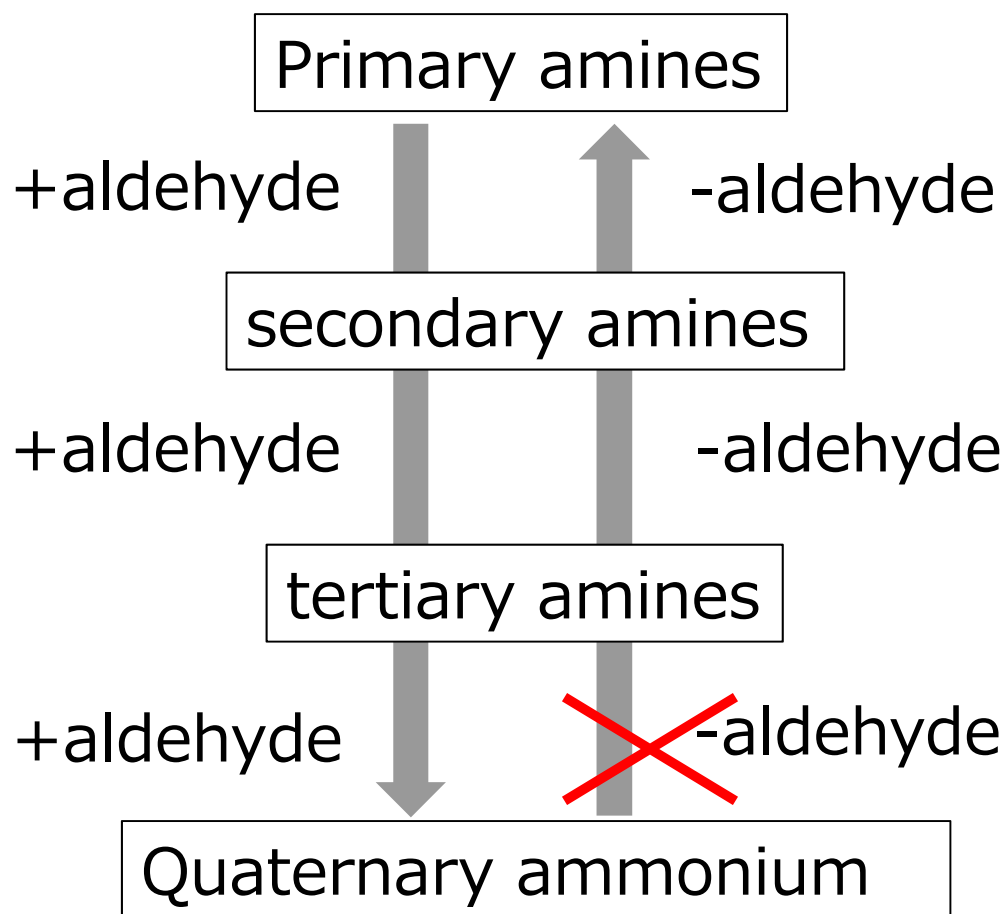 Primary amines
+aldehyde
-aldehyde
secondary amines
+aldehyde
-aldehyde
tertiary amines
+aldehyde
-aldehyde
Quaternary ammonium